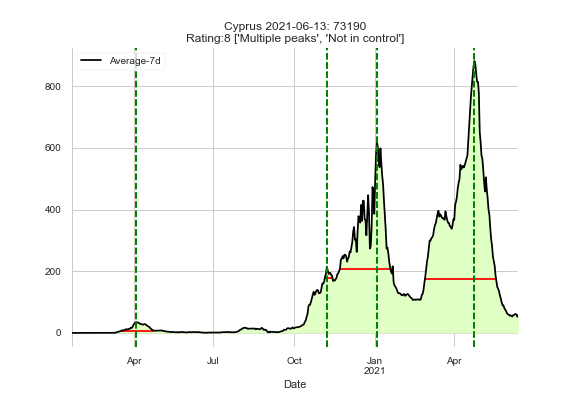 Cyprus 2021-06-13: 73190
Rating:8 ['Multiple peaks', 'Not in control']
Average-7d
800
600
400
200
0
Apr
Jul
Oct
Jan
2021
Apr
Date